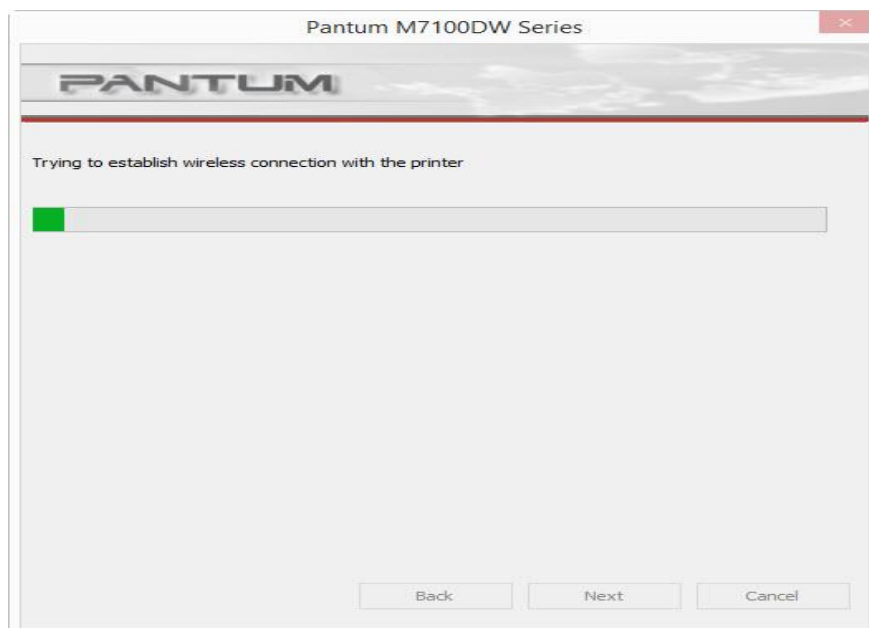 Pantum M7100DW Series
PANTUM
Trying to establish wireless connection with the printer
Back
Next
Cancel